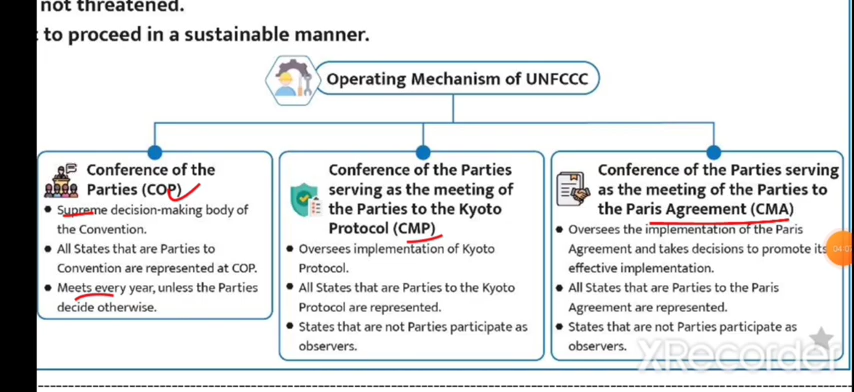 not threatened.
to proceed in a sustainable manner.
Operating Mechanism of UNFCCC
Conference of the
Parties (COP)
• Supreme decision-making body of
the Convention.
• All States that are Parties to
Convention are represented at COP.
• Meets every year, unless the Parties
decide otherwise.
Conference of the Parties
serving as the meeting of
the Parties to the Kyoto
Protocol (CMP)
• Oversees implementation of Kyoto
Protocol.
• All States that are Parties to the Kyoto
Protocol are represented.
• States that are not Parties participate as
observers.
Conference of the Parties serving
as the meeting of the Parties to
the Paris Agreement (CMA)
• Oversees the implementation of the Paris
Agreement and takes decisions to promote its
effective implementation.
• All States that are Parties to the Paris
Agreement are represented.
• States that are not Parties participate as
observers.
XRecorder